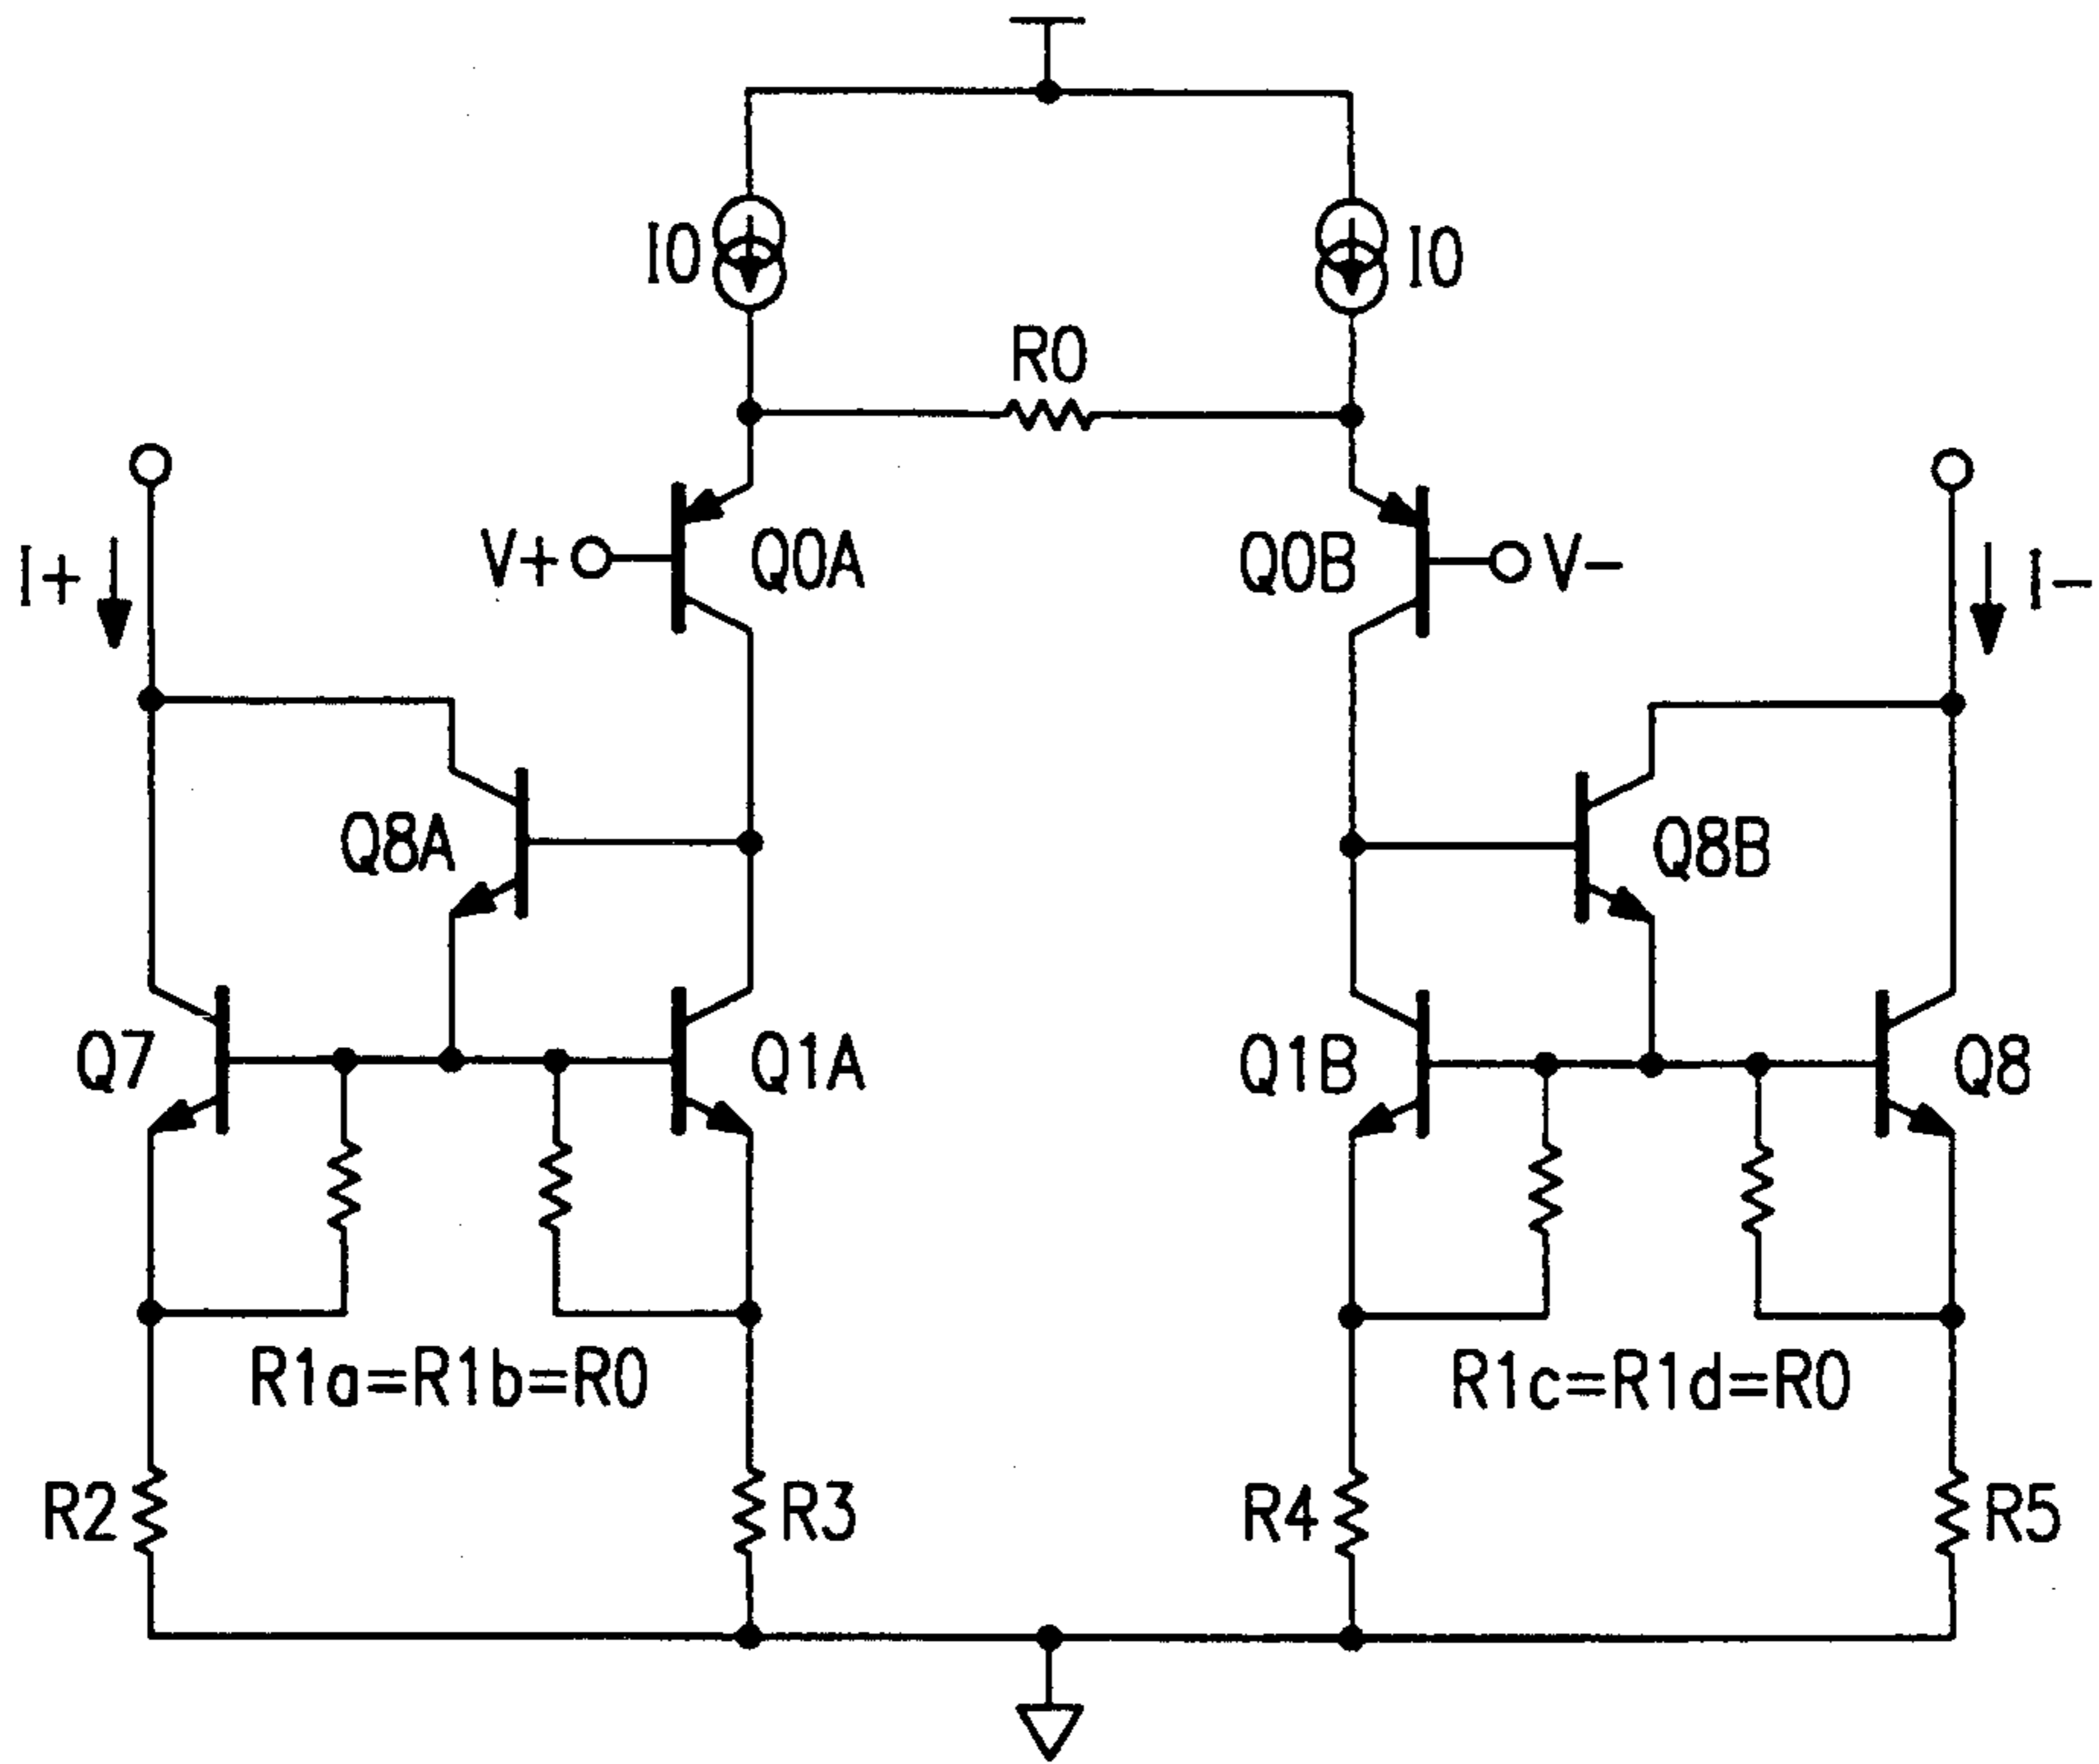 I0
I0
R0
I+
V+
Q0A
Q0B
V-
I-
Q8A
Q8B
Q7
Q1A
Q1B
Q8
R1a=R1b=R0
R1c=R1d=R0
R2
R3
R4
R5